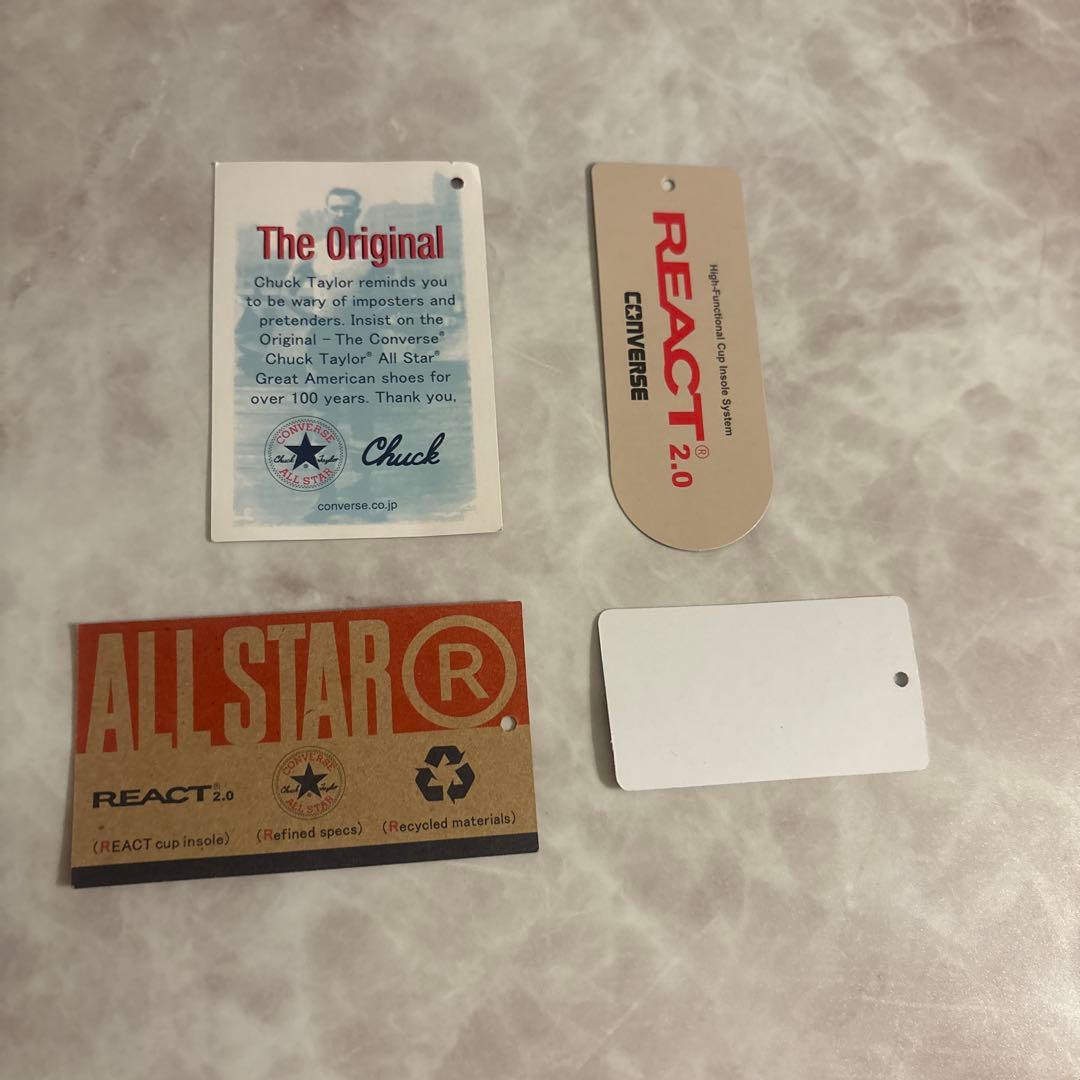 The Original
Chuck Taylor reminds you
to be wary of imposters and
pretenders. Insist on the
Original – The Converse®
Chuck Taylor® All Star®
Great American shoes for
over 100 years. Thank you.
CONVERSE
Chuck Taylor
ALL STAR
Chuck
converse.co.jp
High-Functional Cup Insole System
REACT® 2.0
CONVERSE
ALL STAR Ⓡ
REACT® 2.0
CONVERSE
Chuck Taylor
ALL STAR
(REACT cup insole)
(Refined specs)
(Recycled materials)